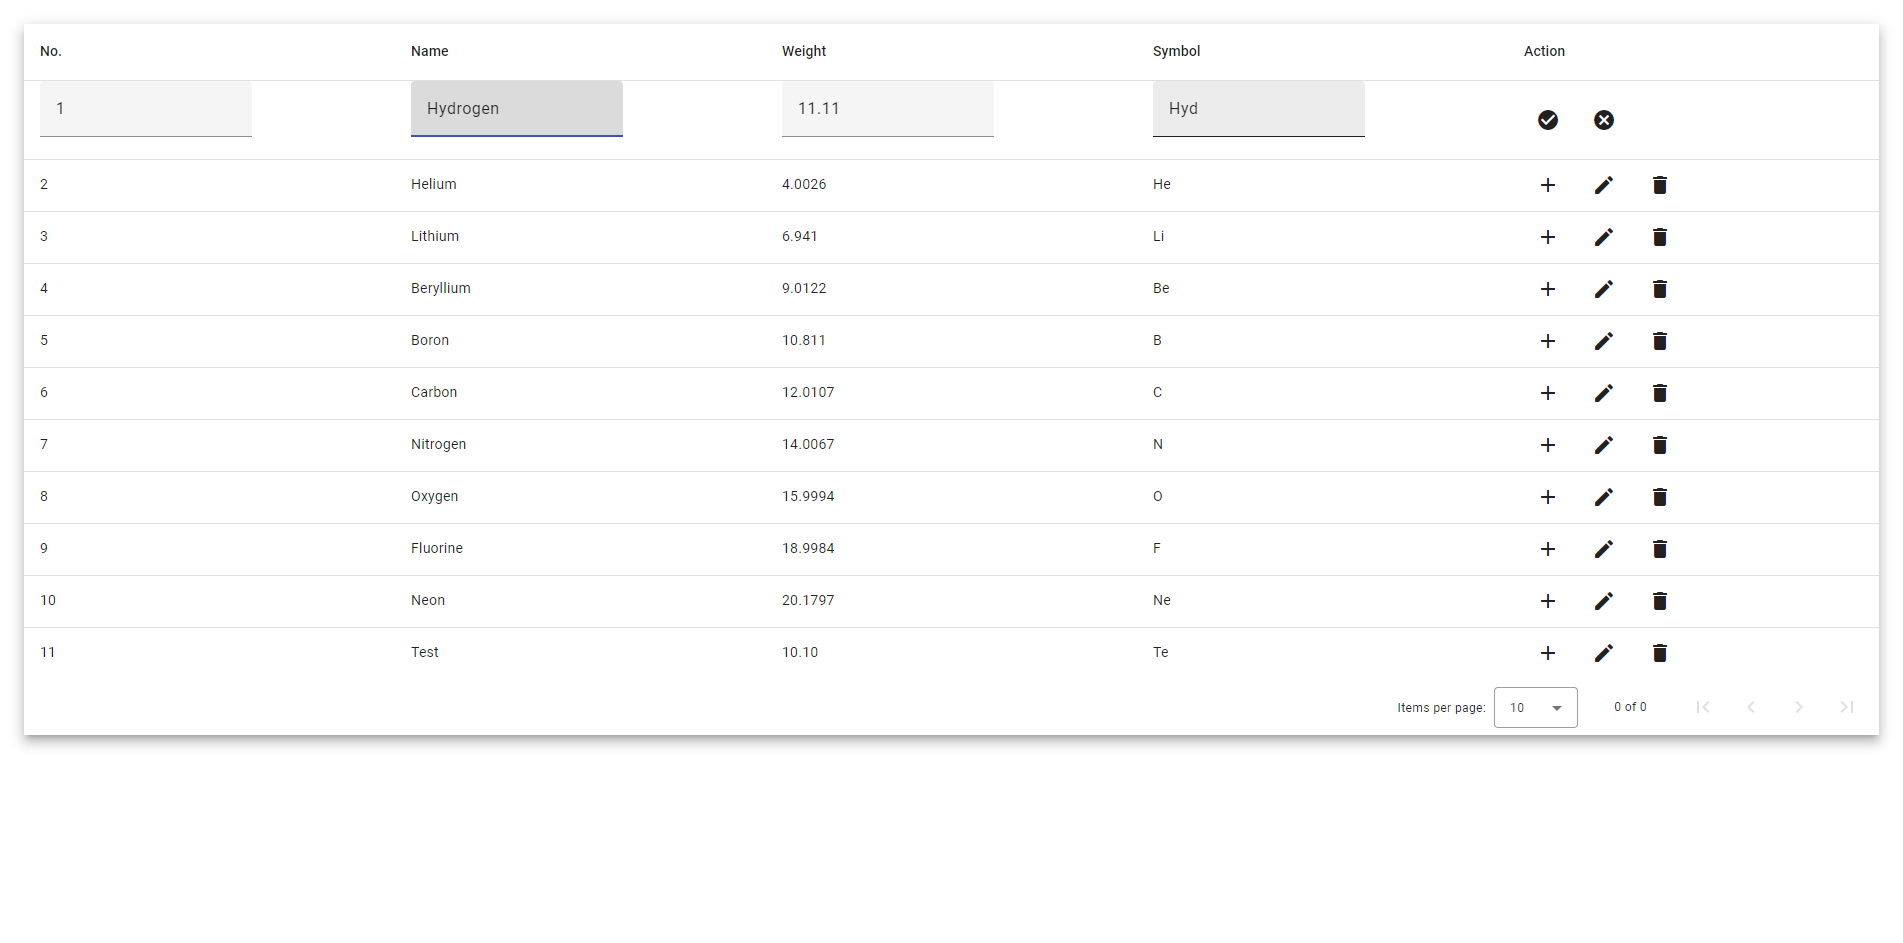 No. Name Weight Symbol Action
1 Hydrogen 11.11 Hyd
2 Helium 4.0026 He
3 Lithium 6.941 Li
4 Beryllium 9.0122 Be
5 Boron 10.811 B
6 Carbon 12.0107 C
7 Nitrogen 14.0067 N
8 Oxygen 15.9994 O
9 Fluorine 18.9984 F
10 Neon 20.1797 Ne
11 Test 10.10 Te
Items per page: 10 0 of 0